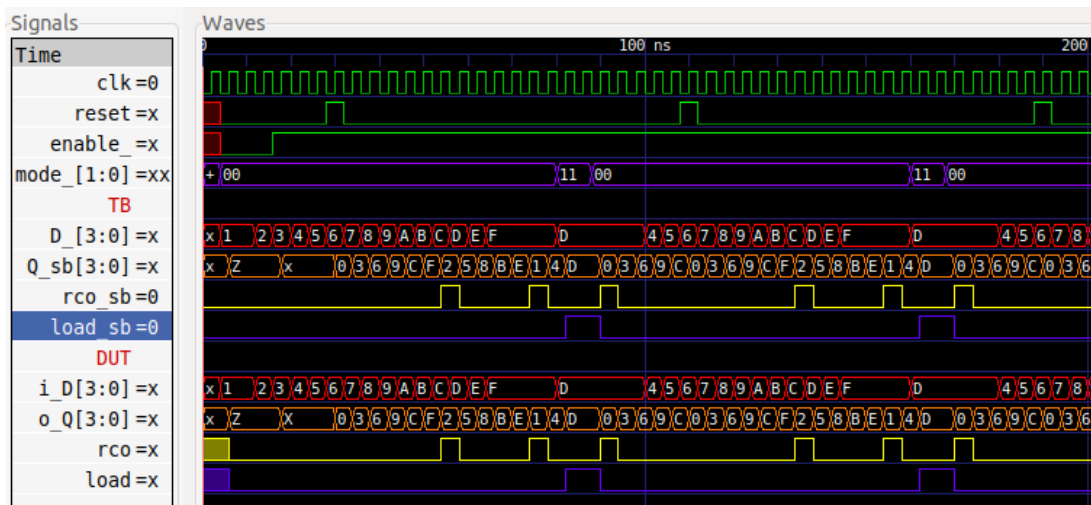 Signals
Waves
Time
0 100 ns 200
clk=0
reset=x
enable_=x
mode_[1:0]=xx + 00 11 00 11 00
TB
D_[3:0]=x x 1 2 3 4 5 6 7 8 9 A B C D E F D 4 5 6 7 8 9 A B C D E F D 4 5 6 7 8
Q_sb[3:0]=x x Z x 0 3 6 9 C F 2 5 8 B E 1 4 D 0 3 6 9 C 0 3 6 9 C F 2 5 8 B E 1 4 D 0 3 6 9 C 0 3 6
rco_sb=0
load_sb=0
DUT
i_D[3:0]=x x 1 2 3 4 5 6 7 8 9 A B C D E F D 4 5 6 7 8 9 A B C D E F D 4 5 6 7 8
o_Q[3:0]=x x Z X 0 3 6 9 C F 2 5 8 B E 1 4 D 0 3 6 9 C 0 3 6 9 C F 2 5 8 B E 1 4 D 0 3 6 9 C 0 3 6
rco=x
load=x